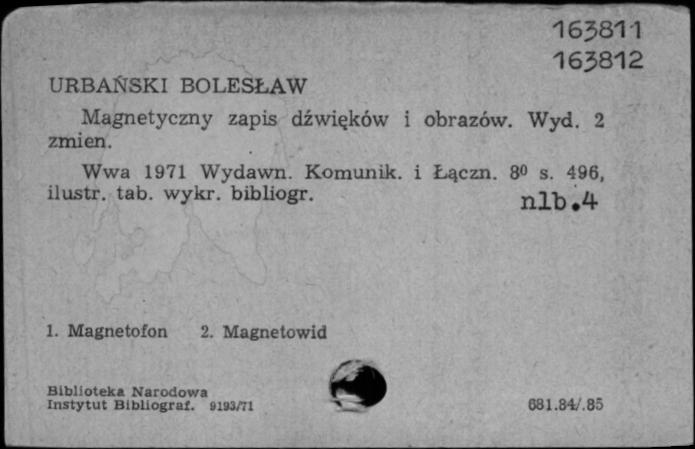 163811
163812
URBAŃSKI BOLESŁAW
Magnetyczny zapis dźwięków i obrazów. Wyd. 2
zmien.
Wwa 1971 Wydawn. Komunik. i Łączn. 8⁰ s. 496,
ilustr. tab. wykr. bibliogr.
nlb.4
1. Magnetofon 2. Magnetowid
Biblioteka Narodowa
Instytut Bibliograf. 9193/71
681.84/.85